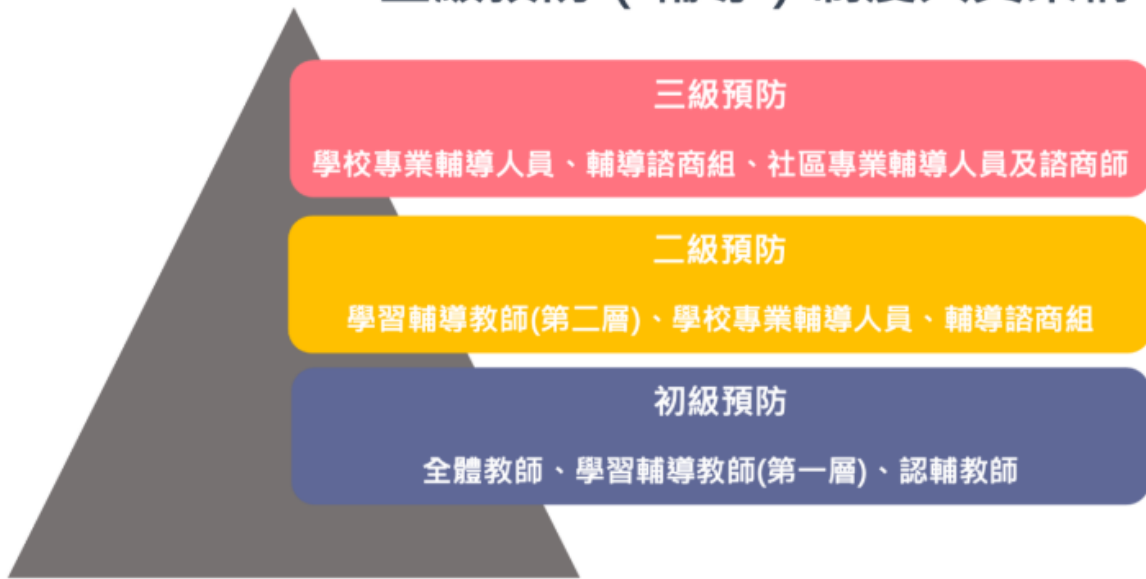 三級預防
學校專業輔導人員、輔導諮商組、社區專業輔導人員及諮商師
二級預防
學習輔導教師(第二層)、學校專業輔導人員、輔導諮商組
初級預防
全體教師、學習輔導教師(第一層)、認輔教師